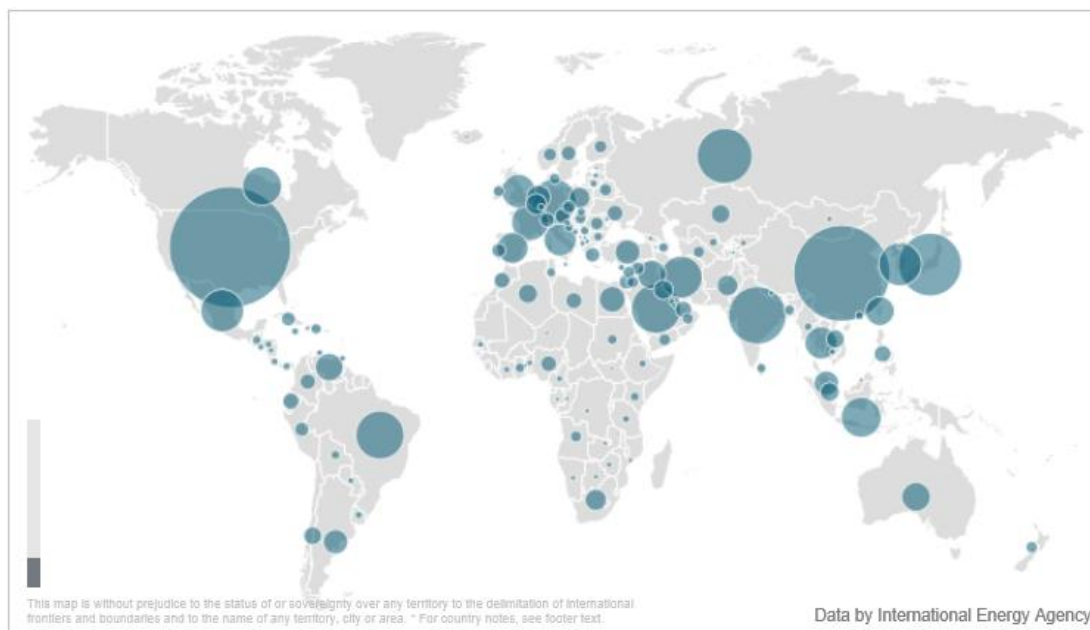 This map is without prejudice to the status of or sovereignty over any territory to the delimitation of international
frontiers and boundaries and to the name of any territory, city or area. * For country notes, see footer text.
Data by International Energy Agency